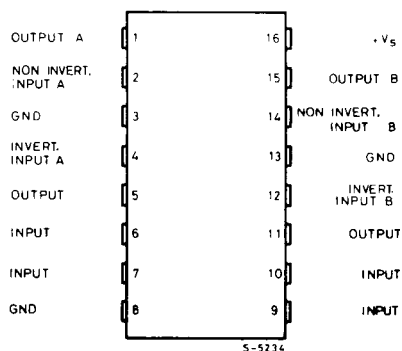 OUTPUT A 1 16 +Vs
NON INVERT.
INPUT A 2 15 OUTPUT B
GND 3 14 NON INVERT.
INPUT B
INVERT.
INPUT A 4 13 GND
OUTPUT 5 12 INVERT.
INPUT B
INPUT 6 11 OUTPUT
INPUT 7 10 INPUT
GND 8 9 INPUT
S-5234